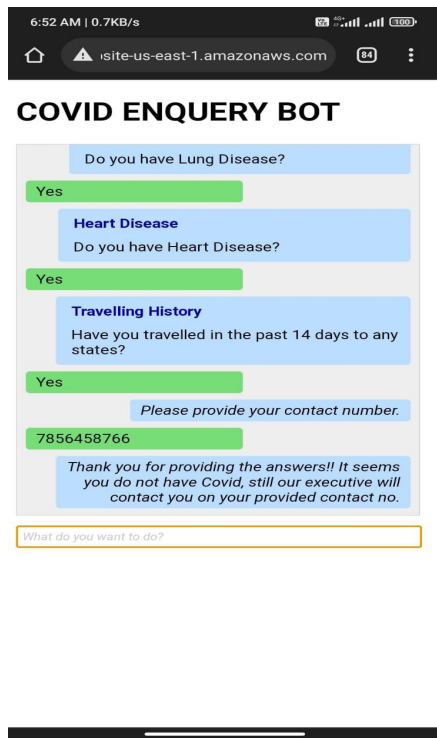 6:52 AM | 0.7KB/s 4G+ 100
site-us-east-1.amazonaws.com 84
COVID ENQUERY BOT
Do you have Lung Disease?
Yes
Heart Disease
Do you have Heart Disease?
Yes
Travelling History
Have you travelled in the past 14 days to any
states?
Yes
Please provide your contact number.
7856458766
Thank you for providing the answers!! It seems
you do not have Covid, still our executive will
contact you on your provided contact no.
What do you want to do?